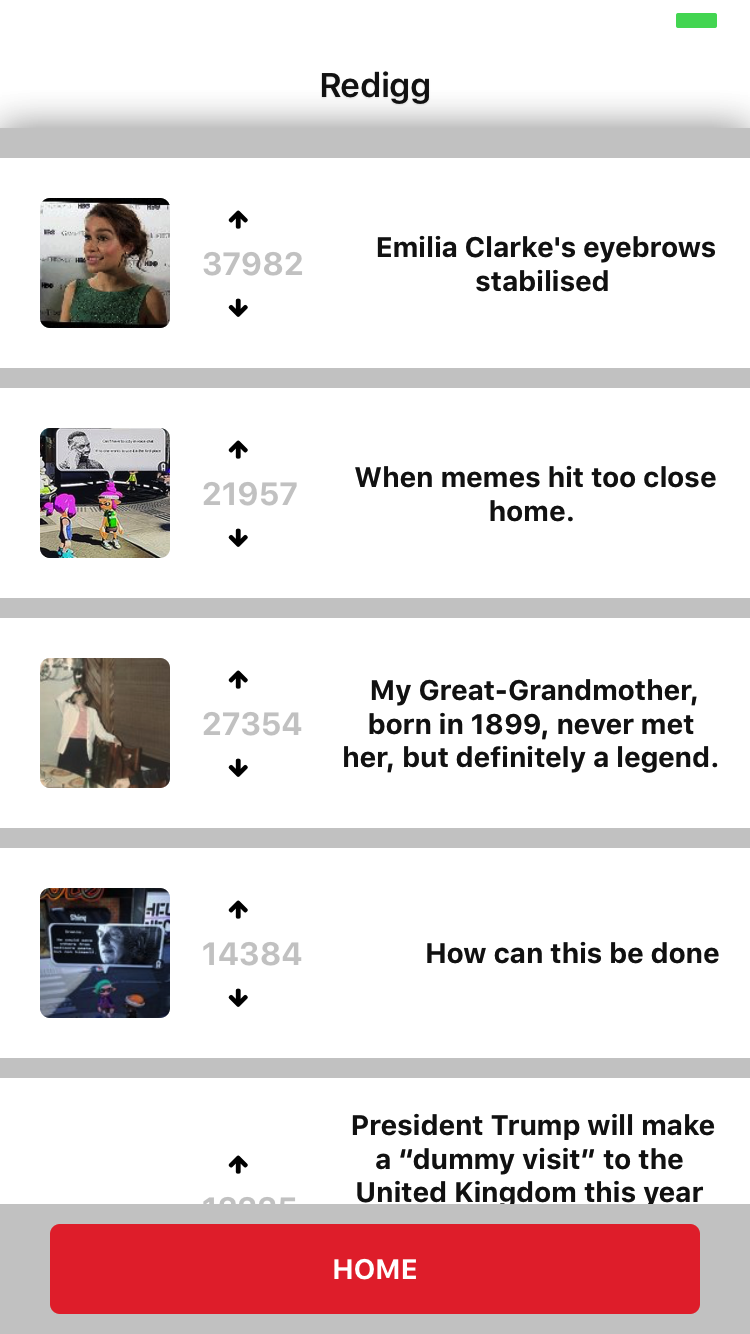 Redigg
37982
Emilia Clarke's eyebrows
stabilised
21957
When memes hit too close
home.
27354
My Great-Grandmother,
born in 1899, never met
her, but definitely a legend.
14384
How can this be done
President Trump will make
a “dummy visit” to the
United Kingdom this year
HOME